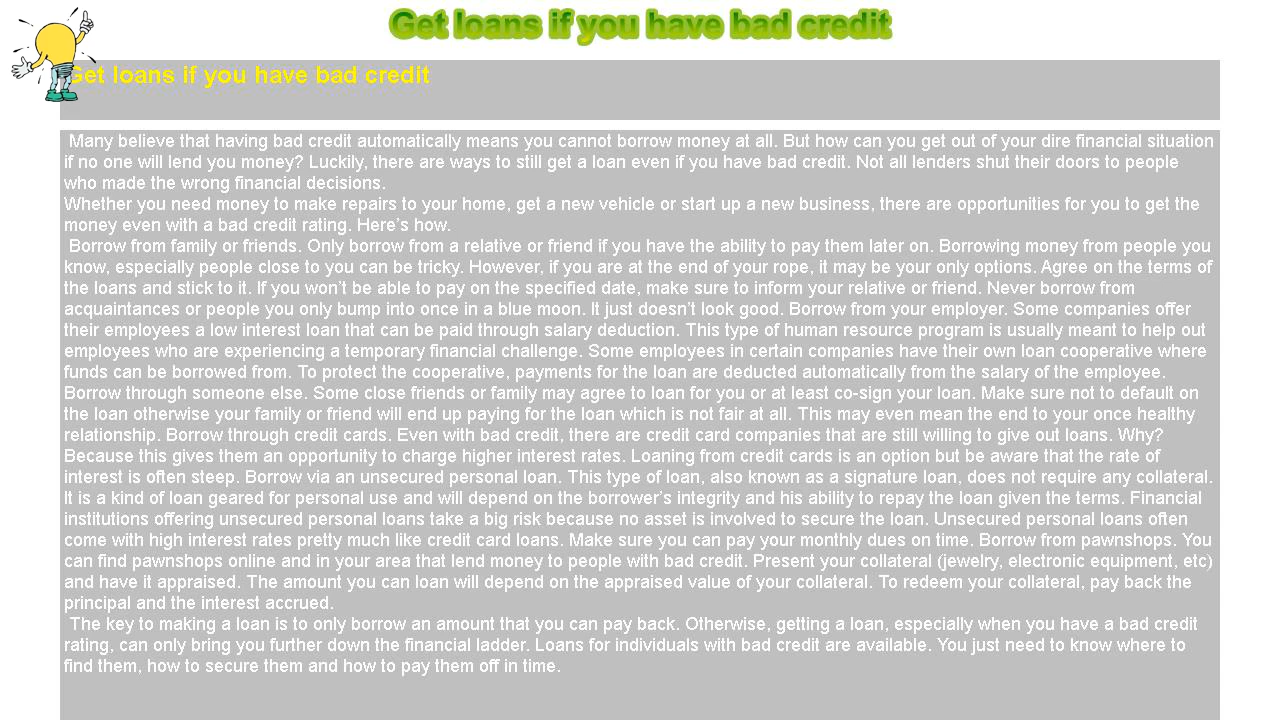 Get loans if you have bad credit
Get loans if you have bad credit
Many believe that having bad credit automatically means you cannot borrow money at all. But how can you get out of your dire financial situation
if no one will lend you money? Luckily, there are ways to still get a loan even if you have bad credit. Not all lenders shut their doors to people
who made the wrong financial decisions.
Whether you need money to make repairs to your home, get a new vehicle or start up a new business, there are opportunities for you to get the
money even with a bad credit rating. Here’s how.
Borrow from family or friends. Only borrow from a relative or friend if you have the ability to pay them later on. Borrowing money from people you
know, especially people close to you can be tricky. However, if you are at the end of your rope, it may be your only options. Agree on the terms of
the loans and stick to it. If you won’t be able to pay on the specified date, make sure to inform your relative or friend. Never borrow from
acquaintances or people you only bump into once in a blue moon. It just doesn’t look good. Borrow from your employer. Some companies offer
their employees a low interest loan that can be paid through salary deduction. This type of human resource program is usually meant to help out
employees who are experiencing a temporary financial challenge. Some employees in certain companies have their own loan cooperative where
funds can be borrowed from. To protect the cooperative, payments for the loan are deducted automatically from the salary of the employee.
Borrow through someone else. Some close friends or family may agree to loan for you or at least co-sign your loan. Make sure not to default on
the loan otherwise your family or friend will end up paying for the loan which is not fair at all. This may even mean the end to your once healthy
relationship. Borrow through credit cards. Even with bad credit, there are credit card companies that are still willing to give out loans. Why?
Because this gives them an opportunity to charge higher interest rates. Loaning from credit cards is an option but be aware that the rate of
interest is often steep. Borrow via an unsecured personal loan. This type of loan, also known as a signature loan, does not require any collateral.
It is a kind of loan geared for personal use and will depend on the borrower’s integrity and his ability to repay the loan given the terms. Financial
institutions offering unsecured personal loans take a big risk because no asset is involved to secure the loan. Unsecured personal loans often
come with high interest rates pretty much like credit card loans. Make sure you can pay your monthly dues on time. Borrow from pawnshops. You
can find pawnshops online and in your area that lend money to people with bad credit. Present your collateral (jewelry, electronic equipment, etc)
and have it appraised. The amount you can loan will depend on the appraised value of your collateral. To redeem your collateral, pay back the
principal and the interest accrued.
The key to making a loan is to only borrow an amount that you can pay back. Otherwise, getting a loan, especially when you have a bad credit
rating, can only bring you further down the financial ladder. Loans for individuals with bad credit are available. You just need to know where to
find them, how to secure them and how to pay them off in time.